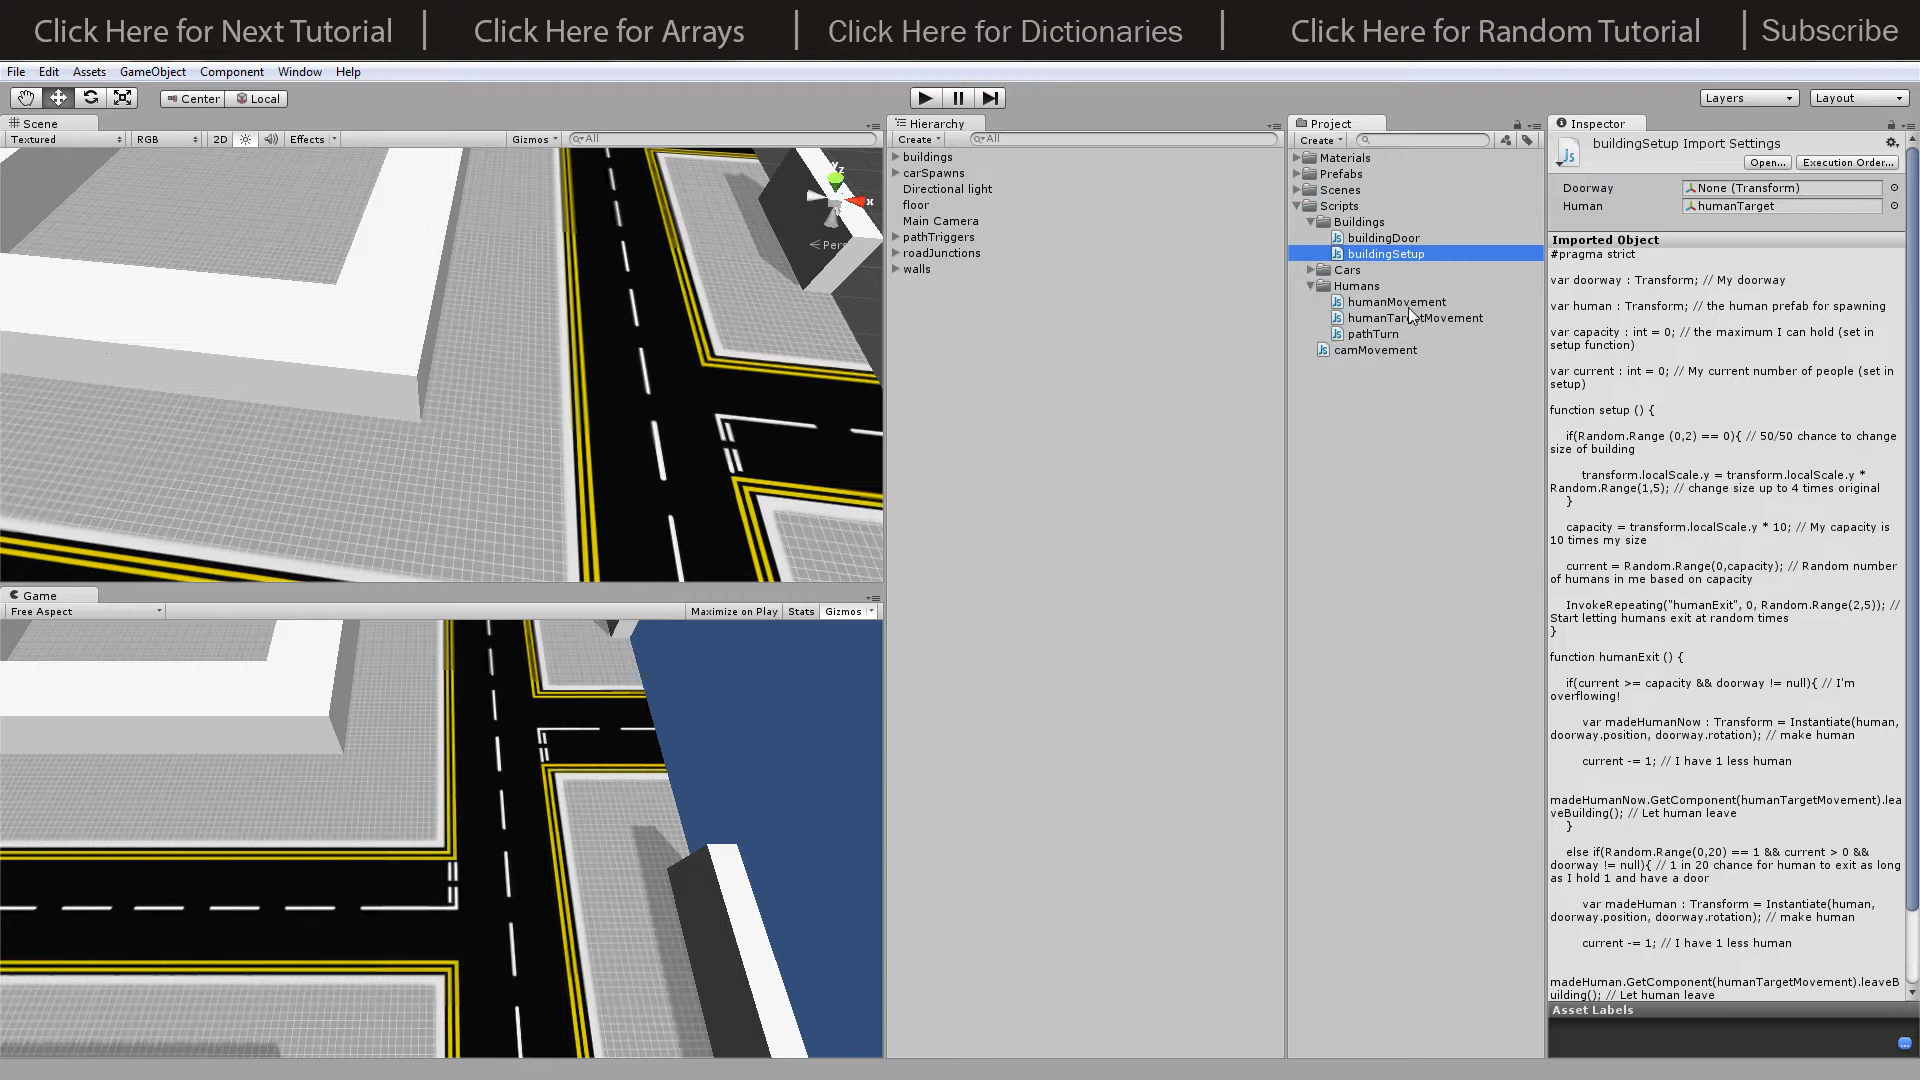 Click Here for Next Tutorial | Click Here for Arrays | Click Here for Dictionaries | Click Here for Random Tutorial | Subscribe
File Edit Assets GameObject Component Window Help
Center Local Layers Layout
Scene
Textured RGB 2D Effects Gizmos All
Pers
x
Game
Free Aspect Maximize on Play Stats Gizmos
Hierarchy
Create All
buildings
carSpawns
Directional light
floor
Main Camera
pathTriggers
roadJunctions
walls
Project
Create
Materials
Prefabs
Scenes
Scripts
Buildings
buildingDoor
buildingSetup
Cars
Humans
humanMovement
humanTargetMovement
pathTurn
camMovement
Inspector
buildingSetup Import Settings
Open... Execution Order...
Doorway None (Transform)
Human humanTarget
Imported Object
#pragma strict
var doorway : Transform; // My doorway
var human : Transform; // the human prefab for spawning
var capacity : int = 0; // the maximum I can hold (set in
setup function)
var current : int = 0; // My current number of people (set in
setup)
function setup () {
if(Random.Range (0,2) == 0){ // 50/50 chance to change
size of building
transform.localScale.y = transform.localScale.y *
Random.Range(1,5); // change size up to 4 times original
}
capacity = transform.localScale.y * 10; // My capacity is
10 times my size
current = Random.Range(0,capacity); // Random number
of humans in me based on capacity
InvokeRepeating("humanExit", 0, Random.Range(2,5)); //
Start letting humans exit at random times
}
function humanExit () {
if(current >= capacity && doorway != null){ // I'm
overflowing!
var madeHumanNow : Transform = Instantiate(human,
doorway.position, doorway.rotation); // make human
current -= 1; // I have 1 less human
madeHumanNow.GetComponent(humanTargetMovement).lea
veBuilding(); // Let human leave
}
else if(Random.Range(0,20) == 1 && current > 0 &&
doorway != null){ // 1 in 20 chance for human to exit as long
as I hold 1 and have a door
var madeHuman : Transform = Instantiate(human,
doorway.position, doorway.rotation); // make human
current -= 1; // I have 1 less human
madeHuman.GetComponent(humanTargetMovement).leaveB
uilding(); // Let human leave
Asset Labels